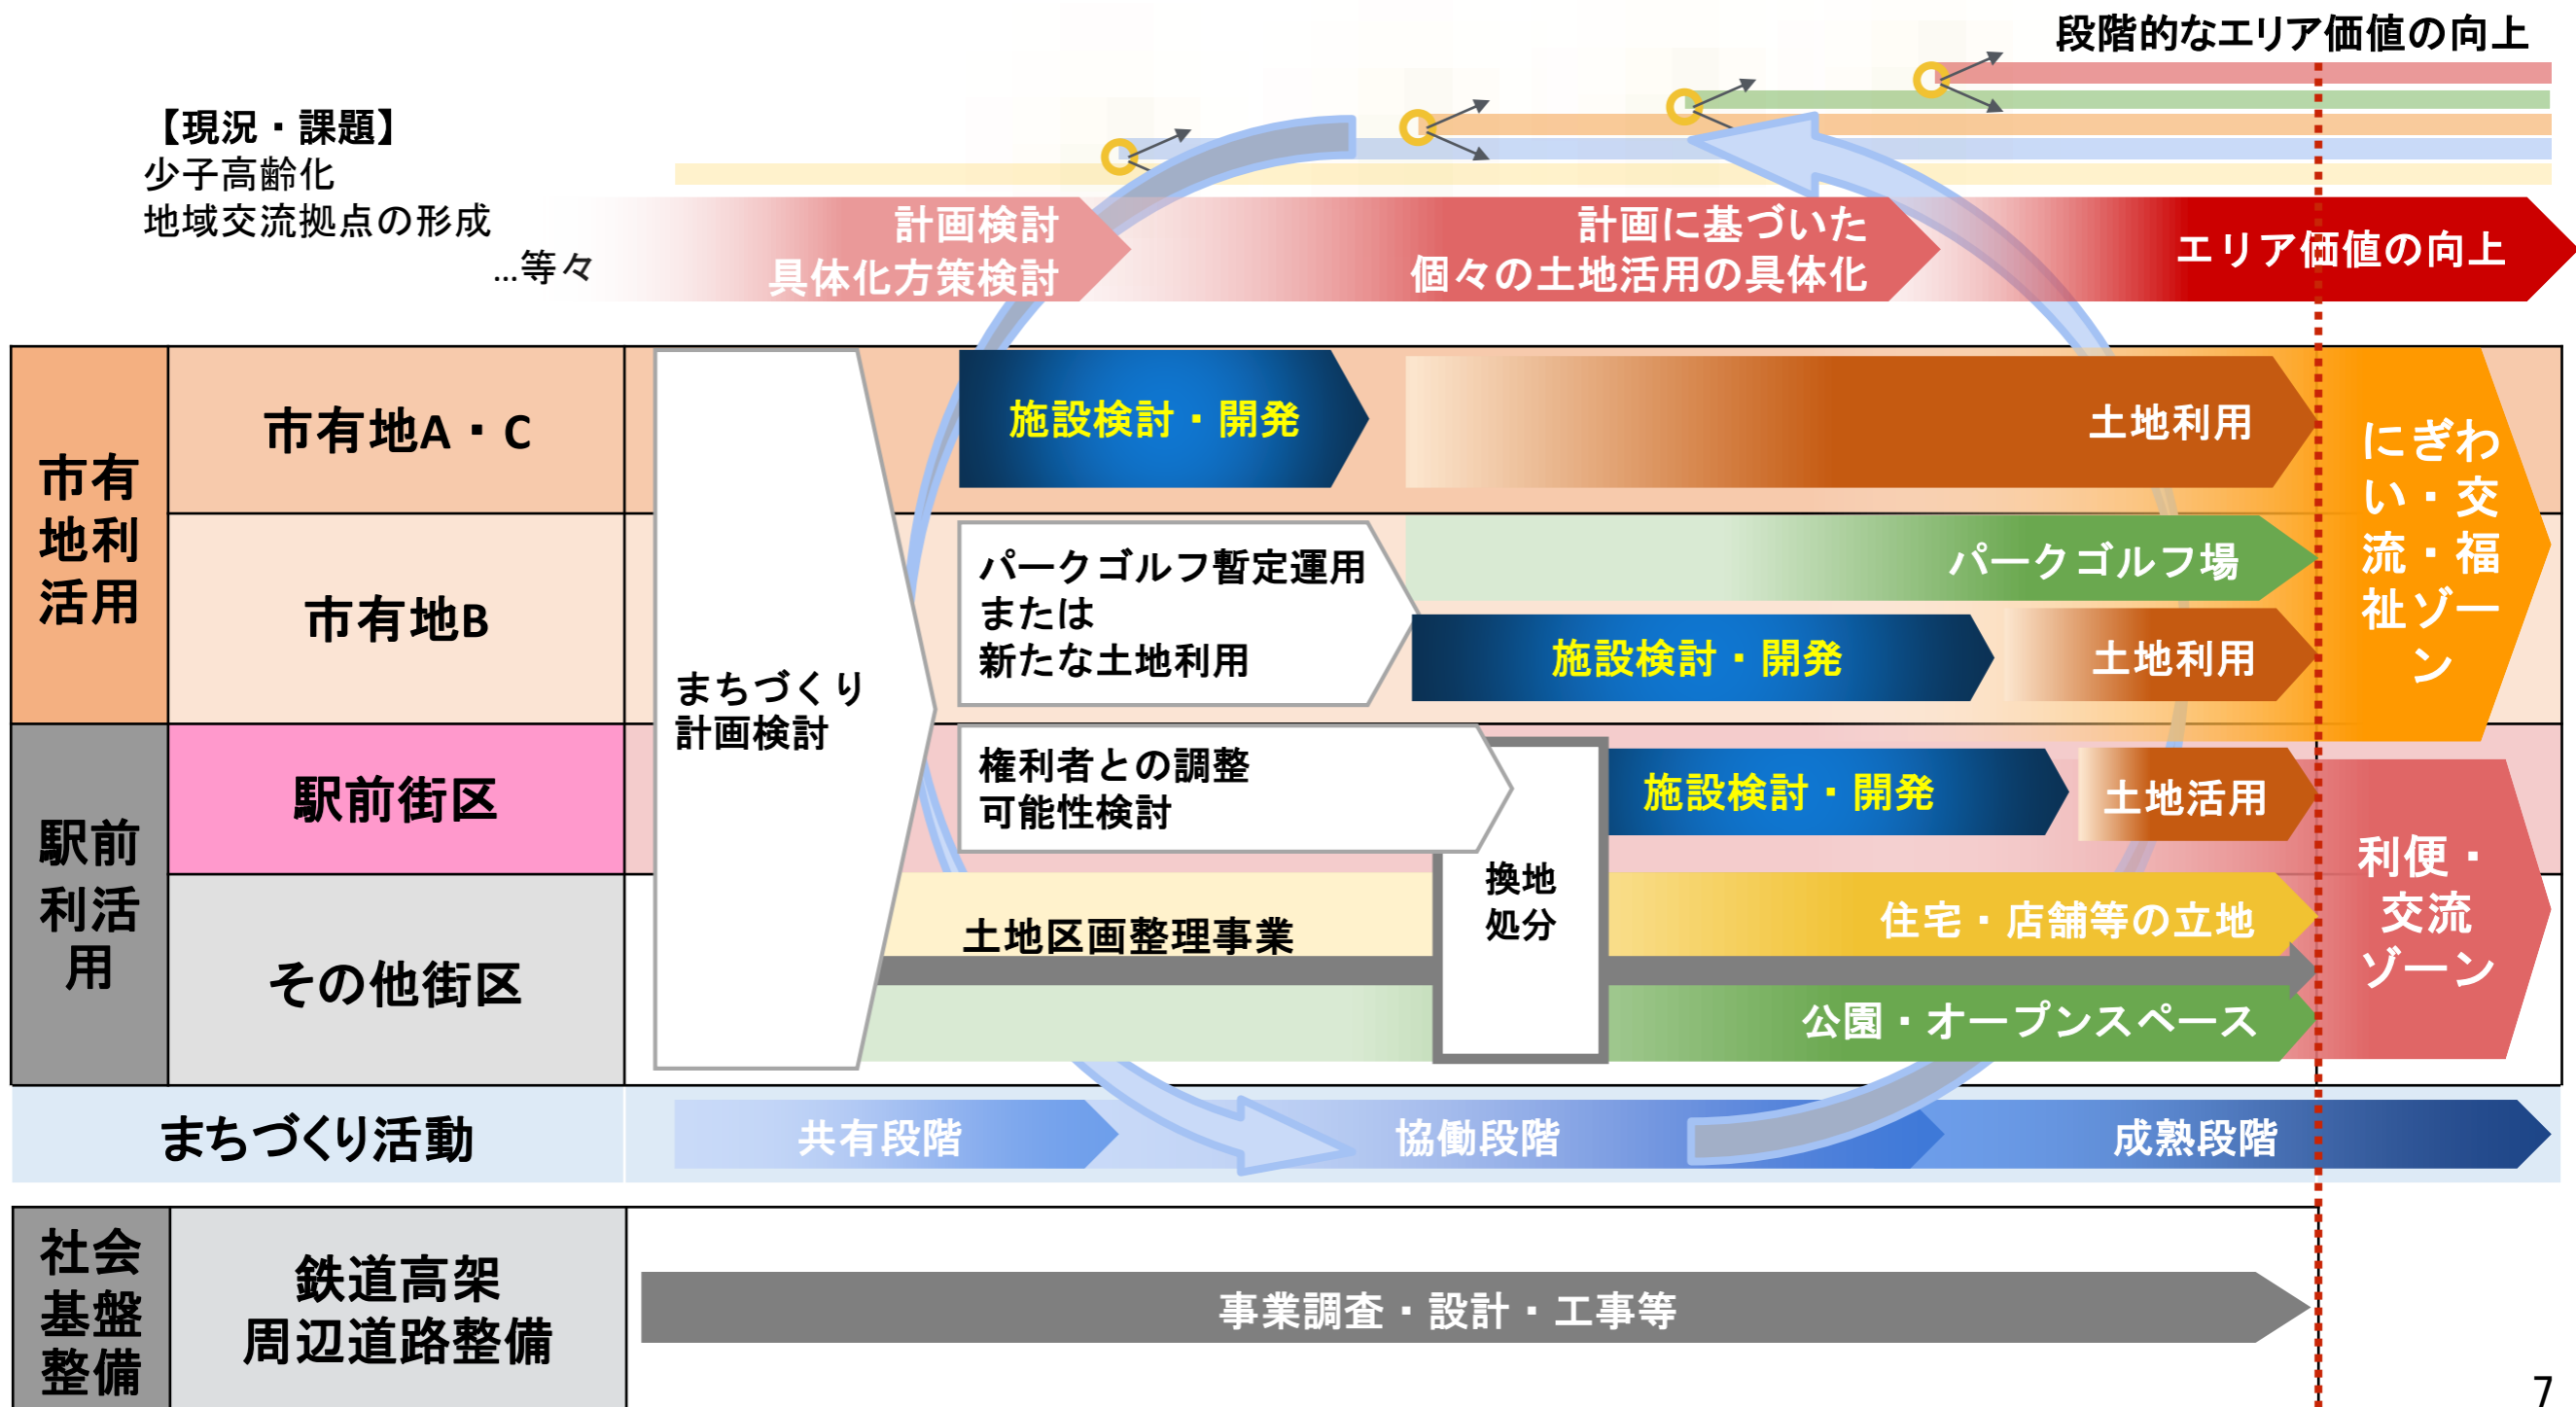 段階的なエリア価値の向上
【現況・課題】
少子高齢化
地域交流拠点の形成
…等々
計画検討
具体化方策検討
計画に基づいた
個々の土地活用の具体化
エリア価値の向上
市有
地利
活用
市有地A・C
施設検討・開発
土地利用
にぎわ
い・交
流・福
祉ゾー
ン
市有地B
パークゴルフ暫定運用
または
新たな土地利用
パークゴルフ場
施設検討・開発
土地利用
まちづくり
計画検討
駅前
利活
用
駅前街区
権利者との調整
可能性検討
換地
処分
施設検討・開発
土地活用
利便・
交流
ゾーン
その他街区
土地区画整理事業
住宅・店舗等の立地
公園・オープンスペース
まちづくり活動
共有段階
協働段階
成熟段階
社会
基盤
整備
鉄道高架
周辺道路整備
事業調査・設計・工事等
7